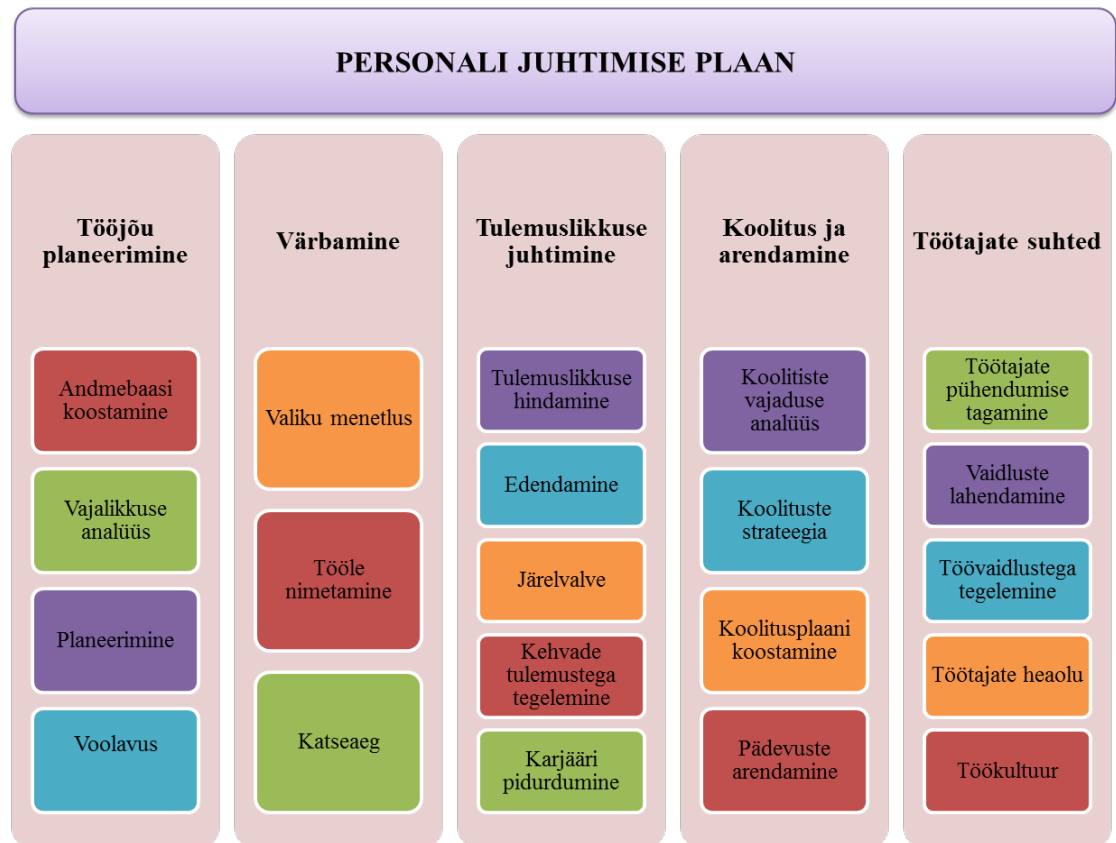 PERSONALI JUHTIMISE PLAAN
Tööjõu
planeerimine
Andmebaasi
koostamine
Vajalikkuse
analüüs
Planeerimine
Voolavus
Värbamine
Valiku menetlus
Tööle
nimetamine
Katseaeg
Tulemuslikkuse
juhtimine
Tulemuslikkuse
hindamine
Edendamine
Järelvalve
Kehvade
tulemustega
tegelemine
Karjääri
pidurdumine
Koolitus ja
arendamine
Koolitiste
vajaduse
analüüs
Koolituste
strateegia
Koolitusplaani
koostamine
Pädevuste
arendamine
Töötajate suhted
Töötajate
pühendumise
tagamine
Vaidluste
lahendamine
Töövaidlustega
tegelemine
Töötajate heaolu
Töökultuur